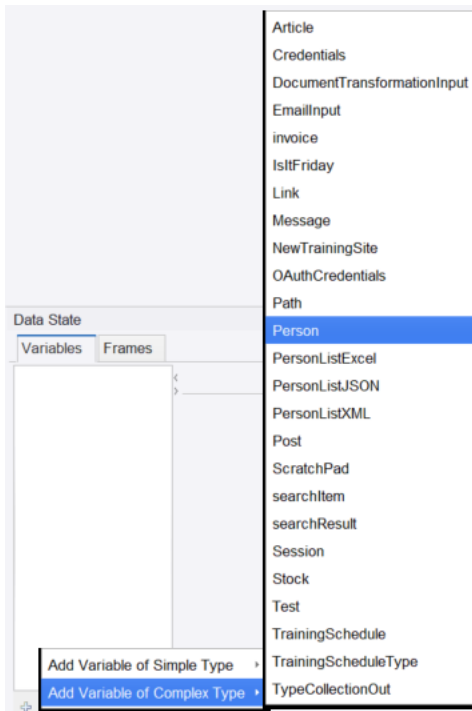 Article
Credentials
DocumentTransformationInput
EmailInput
invoice
IsItFriday
Link
Message
NewTrainingSite
OAuthCredentials
Path
Person
PersonListExcel
PersonListJSON
PersonListXML
Post
ScratchPad
searchItem
searchResult
Session
Stock
Test
TrainingSchedule
TrainingScheduleType
TypeCollectionOut
Data State
Variables Frames
Add Variable of Simple Type
Add Variable of Complex Type